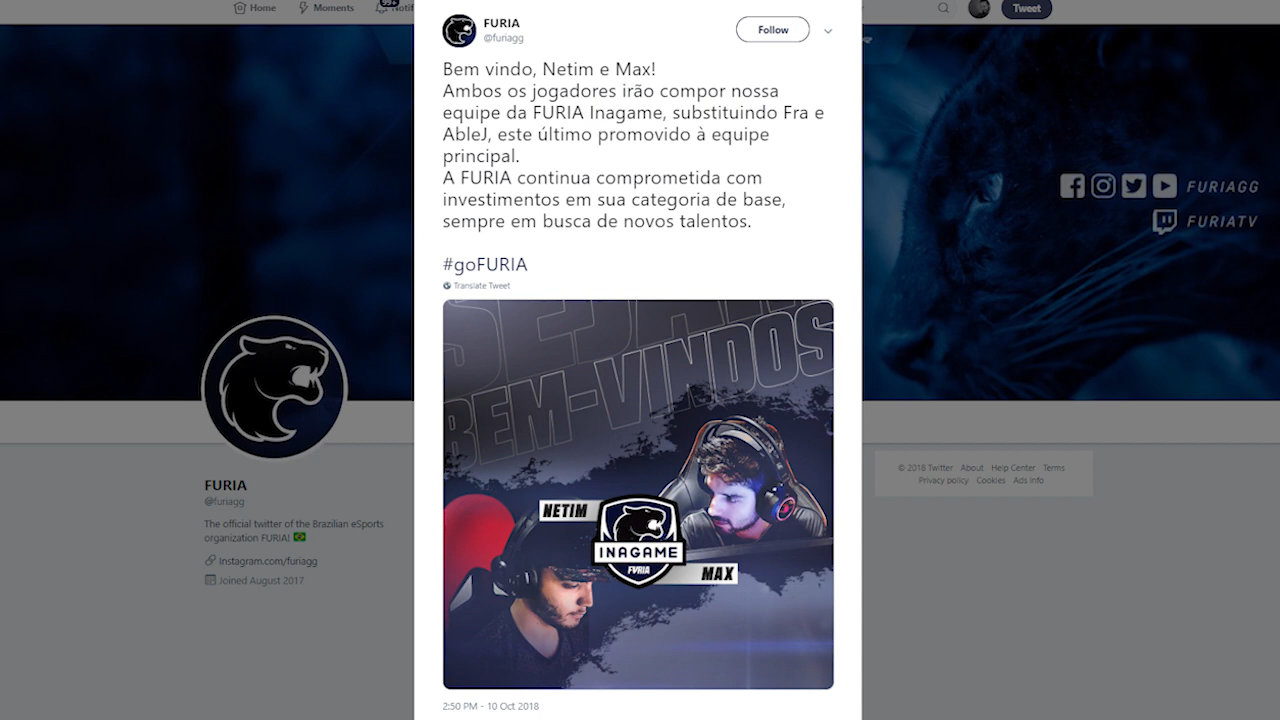 Home
Moments
99+
Notif
Tweet
FURIA
@furiagg
Follow
Bem vindo, Netim e Max!
Ambos os jogadores irão compor nossa
equipe da FURIA Inagame, substituindo Fra e
AbleJ, este último promovido à equipe
principal.
A FURIA continua comprometida com
investimentos em sua categoria de base,
sempre em busca de novos talentos.
#goFURIA
Translate Tweet
BEM-VINDOS
NETIM
INAGAME
FURIA
MAX
2:50 PM - 10 Oct 2018
FURIAGG
FURIATV
FURIA
@furiagg
The official twitter of the Brazilian eSports
organization FURIA!
Instagram.com/furiagg
Joined August 2017
© 2018 Twitter About Help Center Terms
Privacy policy Cookies Ads info